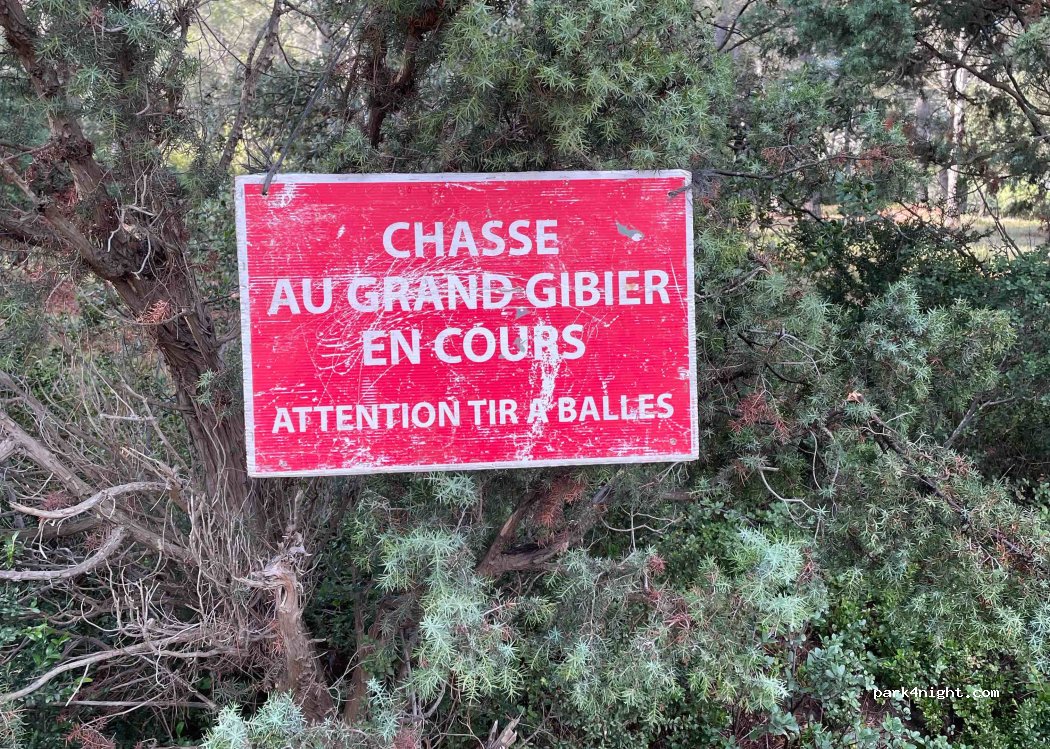 CHASSE
AU GRAND GIBIER
EN COURS
ATTENTION TIR A BALLES
park4night.com